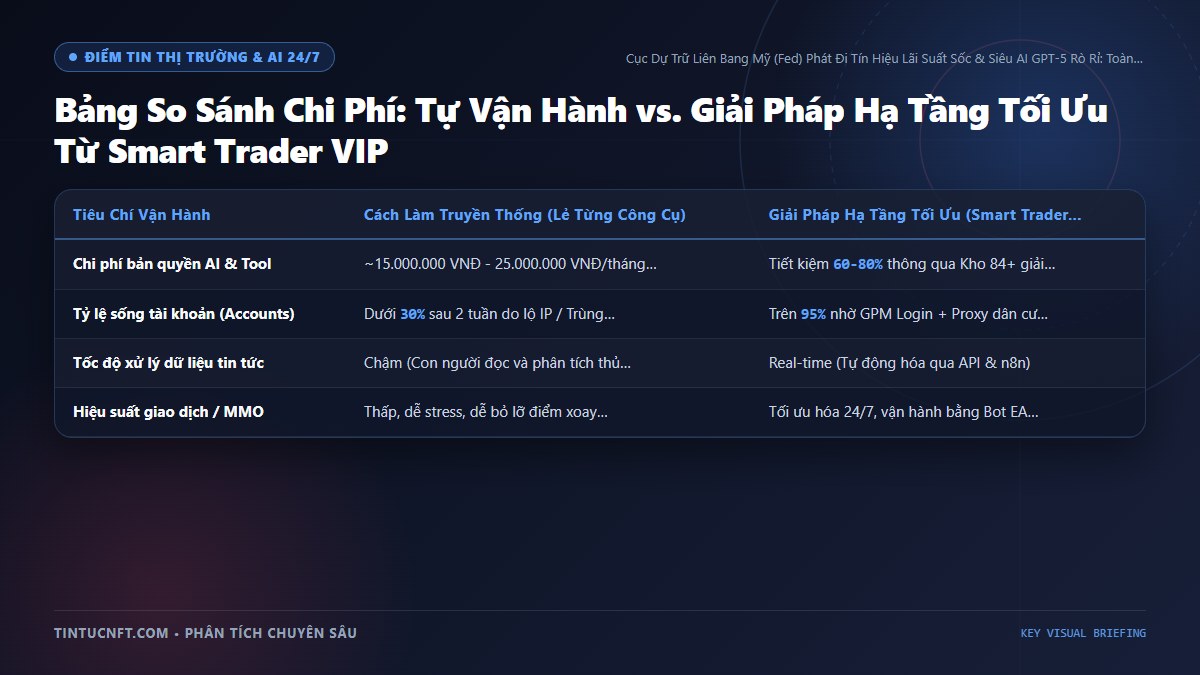 ĐIỂM TIN THỊ TRƯỜNG & AI 24/7
Cục Dự Trữ Liên Bang Mỹ (Fed) Phát Đi Tín Hiệu Lãi Suất Sốc & Siêu AI GPT-5 Rò Rỉ: Toàn...
Bảng So Sánh Chi Phí: Tự Vận Hành vs. Giải Pháp Hạ Tầng Tối Ưu
Từ Smart Trader VIP
Tiêu Chí Vận Hành
Cách Làm Truyền Thống (Lẻ Từng Công Cụ)
Giải Pháp Hạ Tầng Tối Ưu (Smart Trader...
Chi phí bản quyền AI & Tool
~15.000.000 VNĐ - 25.000.000 VNĐ/tháng...
Tiết kiệm 60-80% thông qua Kho 84+ giải...
Tỷ lệ sống tài khoản (Accounts)
Dưới 30% sau 2 tuần do lộ IP / Trùng...
Trên 95% nhờ GPM Login + Proxy dân cư...
Tốc độ xử lý dữ liệu tin tức
Chậm (Con người đọc và phân tích thủ...
Real-time (Tự động hóa qua API & n8n)
Hiệu suất giao dịch / MMO
Thấp, dễ stress, dễ bỏ lỡ điểm xoay...
Tối ưu hóa 24/7, vận hành bằng Bot EA...
TINTUCNFT.COM • PHÂN TÍCH CHUYÊN SÂU
KEY VISUAL BRIEFING